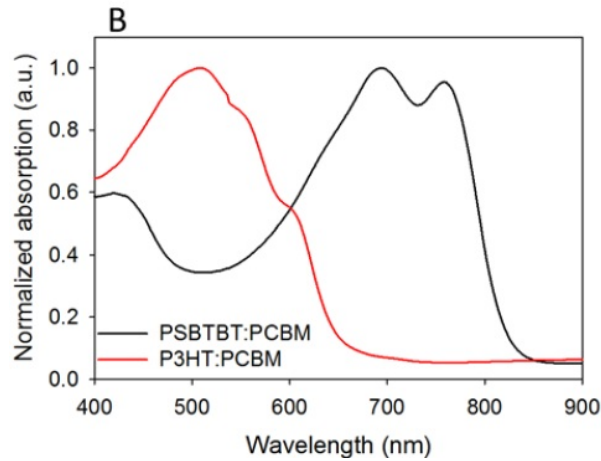 B
Normalized absorption (a.u.)
1.0
0.8
0.6
0.4
0.2
0.0
PSBTBT:PCBM
P3HT:PCBM
400 500 600 700 800 900
Wavelength (nm)